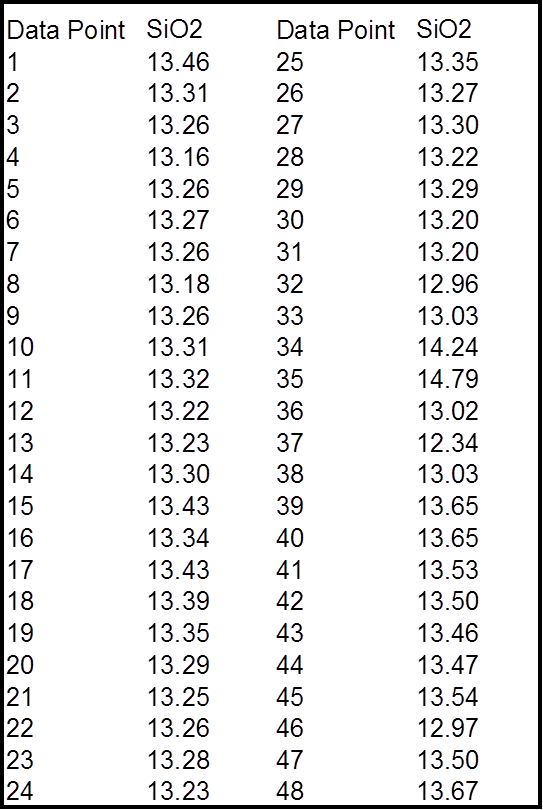 Data Point SiO2 Data Point SiO2
1 13.46 25 13.35
2 13.31 26 13.27
3 13.26 27 13.30
4 13.16 28 13.22
5 13.26 29 13.29
6 13.27 30 13.20
7 13.26 31 13.20
8 13.18 32 12.96
9 13.26 33 13.03
10 13.31 34 14.24
11 13.32 35 14.79
12 13.22 36 13.02
13 13.23 37 12.34
14 13.30 38 13.03
15 13.43 39 13.65
16 13.34 40 13.65
17 13.43 41 13.53
18 13.39 42 13.50
19 13.35 43 13.46
20 13.29 44 13.47
21 13.25 45 13.54
22 13.26 46 12.97
23 13.28 47 13.50
24 13.23 48 13.67